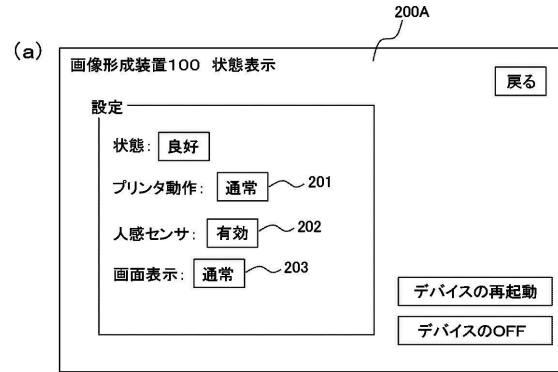 200A
(a)
画像形成装置100 状態表示
戻る
設定
状態: 良好
プリンタ動作: 通常 201
人感センサ: 有効 202
画面表示: 通常 203
デバイスの再起動
デバイスのOFF